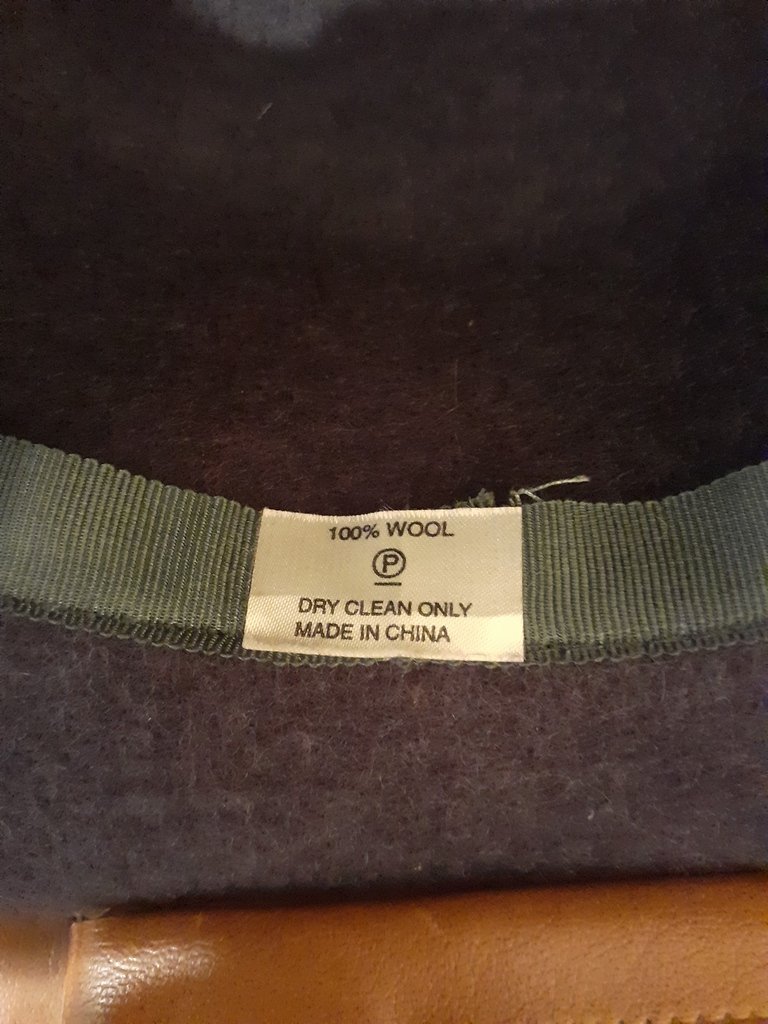 100% WOOL
P
DRY CLEAN ONLY
MADE IN CHINA